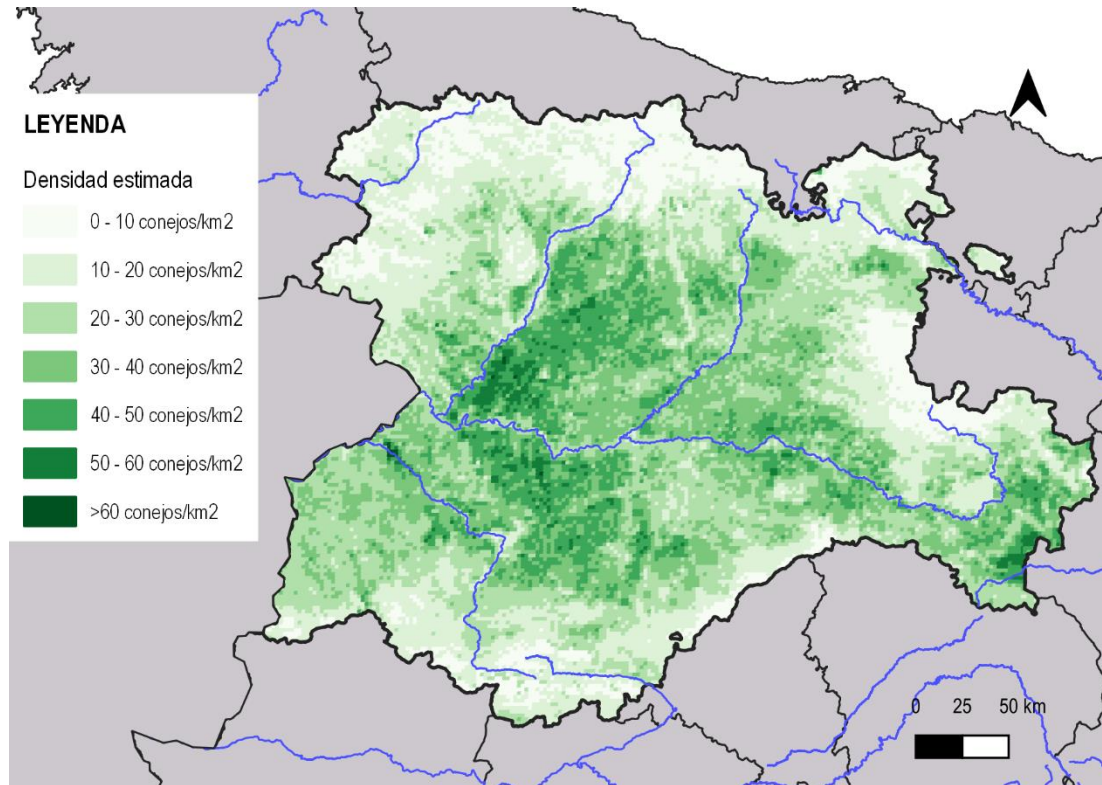 LEYENDA
Densidad estimada
0 - 10 conejos/km2
10 - 20 conejos/km2
20 - 30 conejos/km2
30 - 40 conejos/km2
40 - 50 conejos/km2
50 - 60 conejos/km2
>60 conejos/km2
0 25 50 km